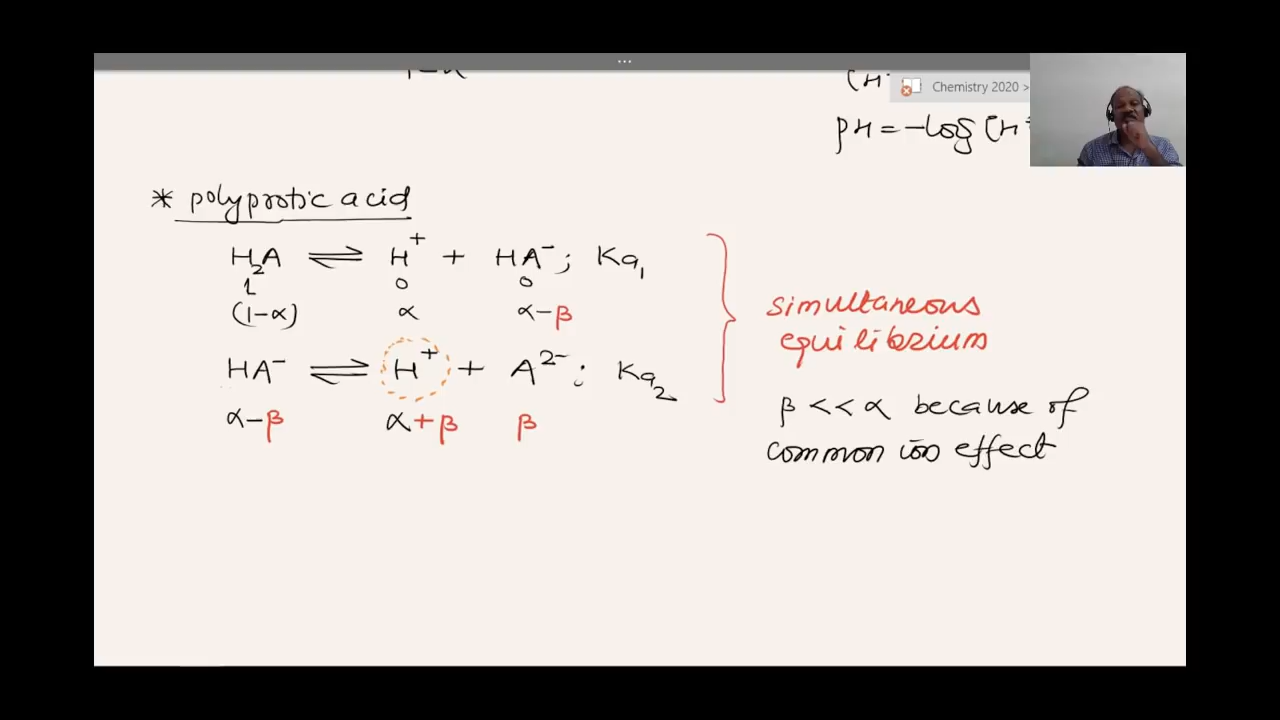 1-α
(H⁺
Chemistry 2020 >
pH = -log (H⁺
* polyprotic acid
H₂A ⇌ H⁺ + HA⁻ ; Ka₁
1 0 0
(1-α) α α-β
HA⁻ ⇌ H⁺ + A²⁻ ; Ka₂
α-β α+β β
simultaneous
equilibrium
β << α because of
common ion effect